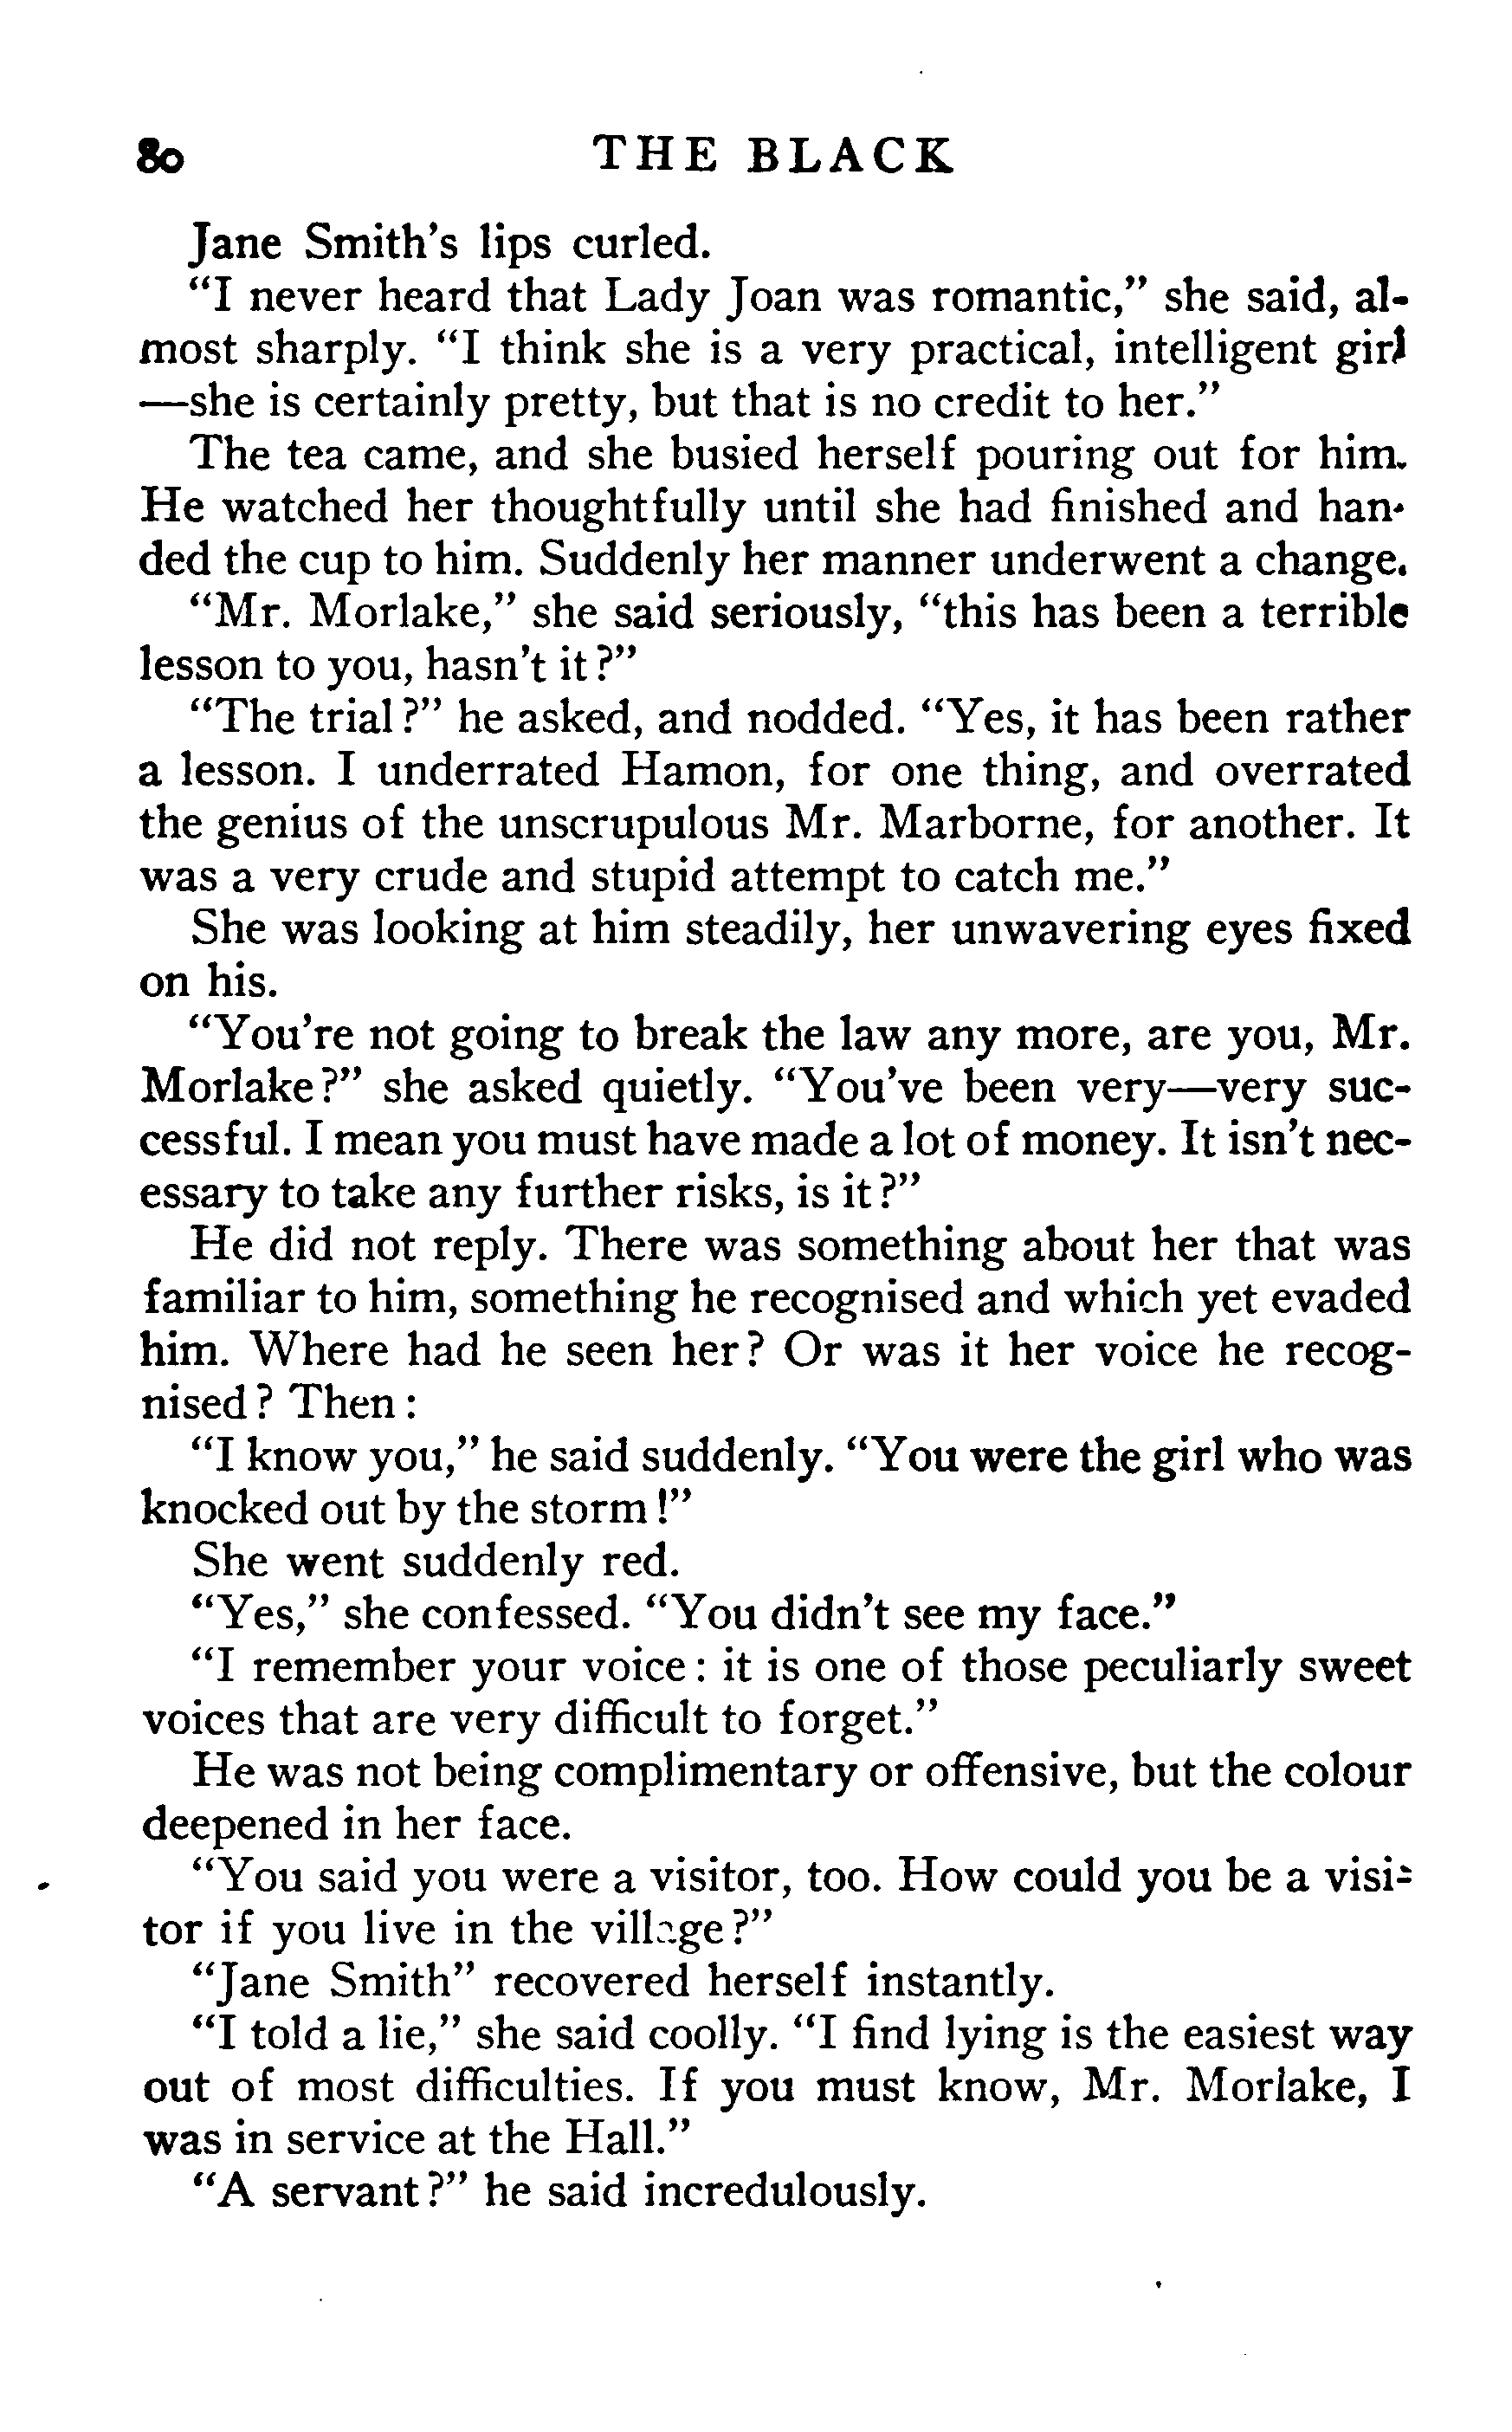 80 THE BLACK
Jane Smith's lips curled.
"I never heard that Lady Joan was romantic," she said, al-
most sharply. "I think she is a very practical, intelligent girl
—she is certainly pretty, but that is no credit to her."
The tea came, and she busied herself pouring out for him.
He watched her thoughtfully until she had finished and han-
ded the cup to him. Suddenly her manner underwent a change.
"Mr. Morlake," she said seriously, "this has been a terrible
lesson to you, hasn't it?"
"The trial?" he asked, and nodded. "Yes, it has been rather
a lesson. I underrated Hamon, for one thing, and overrated
the genius of the unscrupulous Mr. Marborne, for another. It
was a very crude and stupid attempt to catch me."
She was looking at him steadily, her unwavering eyes fixed
on his.
"You're not going to break the law any more, are you, Mr.
Morlake?" she asked quietly. "You've been very—very suc-
cessful. I mean you must have made a lot of money. It isn't nec-
essary to take any further risks, is it?"
He did not reply. There was something about her that was
familiar to him, something he recognised and which yet evaded
him. Where had he seen her? Or was it her voice he recog-
nised? Then:
"I know you," he said suddenly. "You were the girl who was
knocked out by the storm!"
She went suddenly red.
"Yes," she confessed. "You didn't see my face."
"I remember your voice: it is one of those peculiarly sweet
voices that are very difficult to forget."
He was not being complimentary or offensive, but the colour
deepened in her face.
"You said you were a visitor, too. How could you be a visi-
tor if you live in the village?"
"Jane Smith" recovered herself instantly.
"I told a lie," she said coolly. "I find lying is the easiest way
out of most difficulties. If you must know, Mr. Morlake, I
was in service at the Hall."
"A servant?" he said incredulously.